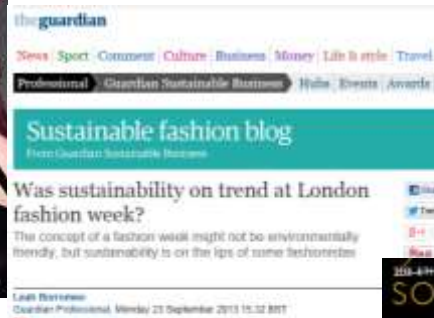 theguardian
News Sport Comment Culture Business Money Life & style Travel
Professional Guardian Sustainable Business Hubs Events Awards
Sustainable fashion blog
From Guardian Sustainable Business
Was sustainability on trend at London
fashion week?
The concept of a fashion week might not be environmentally
friendly, but sustainability is on the lips of some fashionistas
Leah Borromeo
Guardian Professional, Monday 23 September 2013 15.32 BST
SO